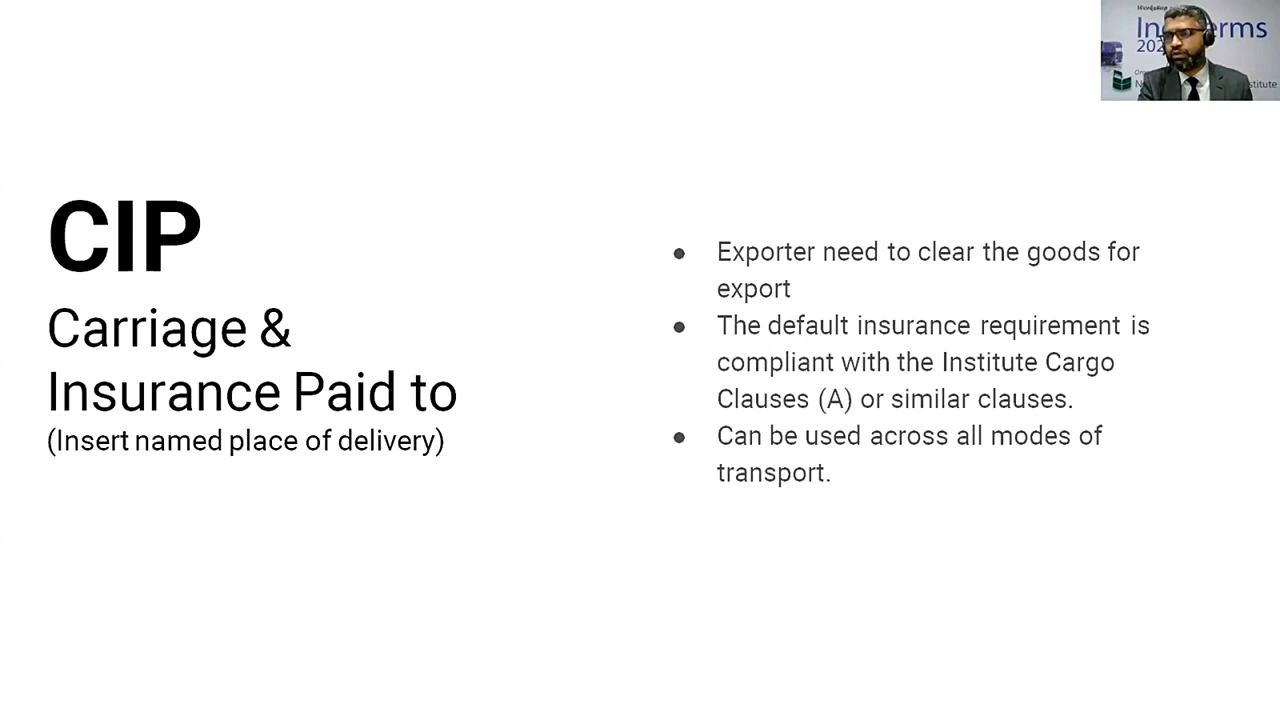 CIP
Carriage &
Insurance Paid to
(Insert named place of delivery)
Exporter need to clear the goods for
export
The default insurance requirement is
compliant with the Institute Cargo
Clauses (A) or similar clauses.
Can be used across all modes of
transport.
Workshop